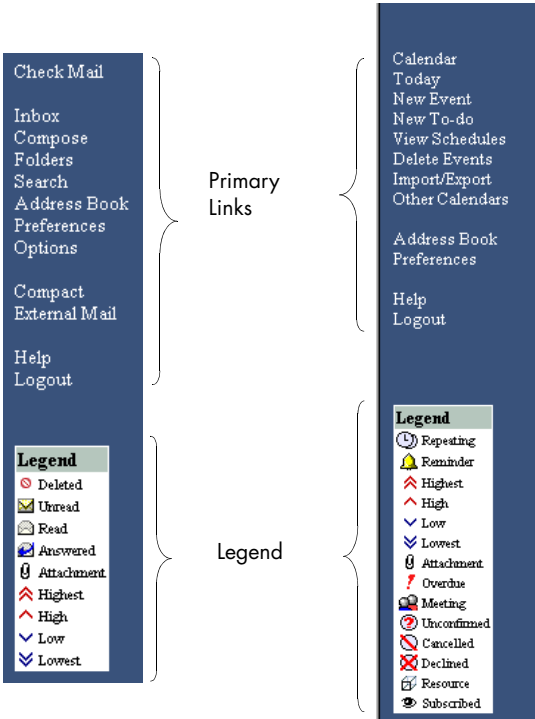 Check Mail
Inbox
Compose
Folders
Search
Address Book
Preferences
Options
Compact
External Mail
Help
Logout
Legend
Deleted
Unread
Read
Answered
Attachment
Highest
High
Low
Lowest
Primary
Links
Legend
Calendar
Today
New Event
New To-do
View Schedules
Delete Events
Import/Export
Other Calendars
Address Book
Preferences
Help
Logout
Legend
Repeating
Reminder
Highest
High
Low
Lowest
Attachment
Overdue
Meeting
Unconfirmed
Cancelled
Declined
Resource
Subscribed